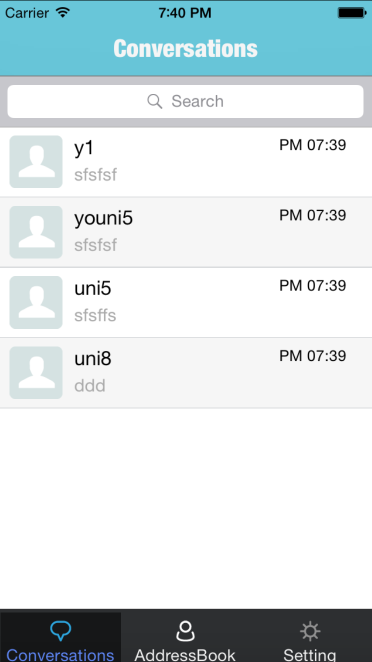 Carrier 7:40 PM
Conversations
Search
y1 PM 07:39
sfsfsf
youni5 PM 07:39
sfsfsf
uni5 PM 07:39
sfsffs
uni8 PM 07:39
ddd
Conversations AddressBook Setting